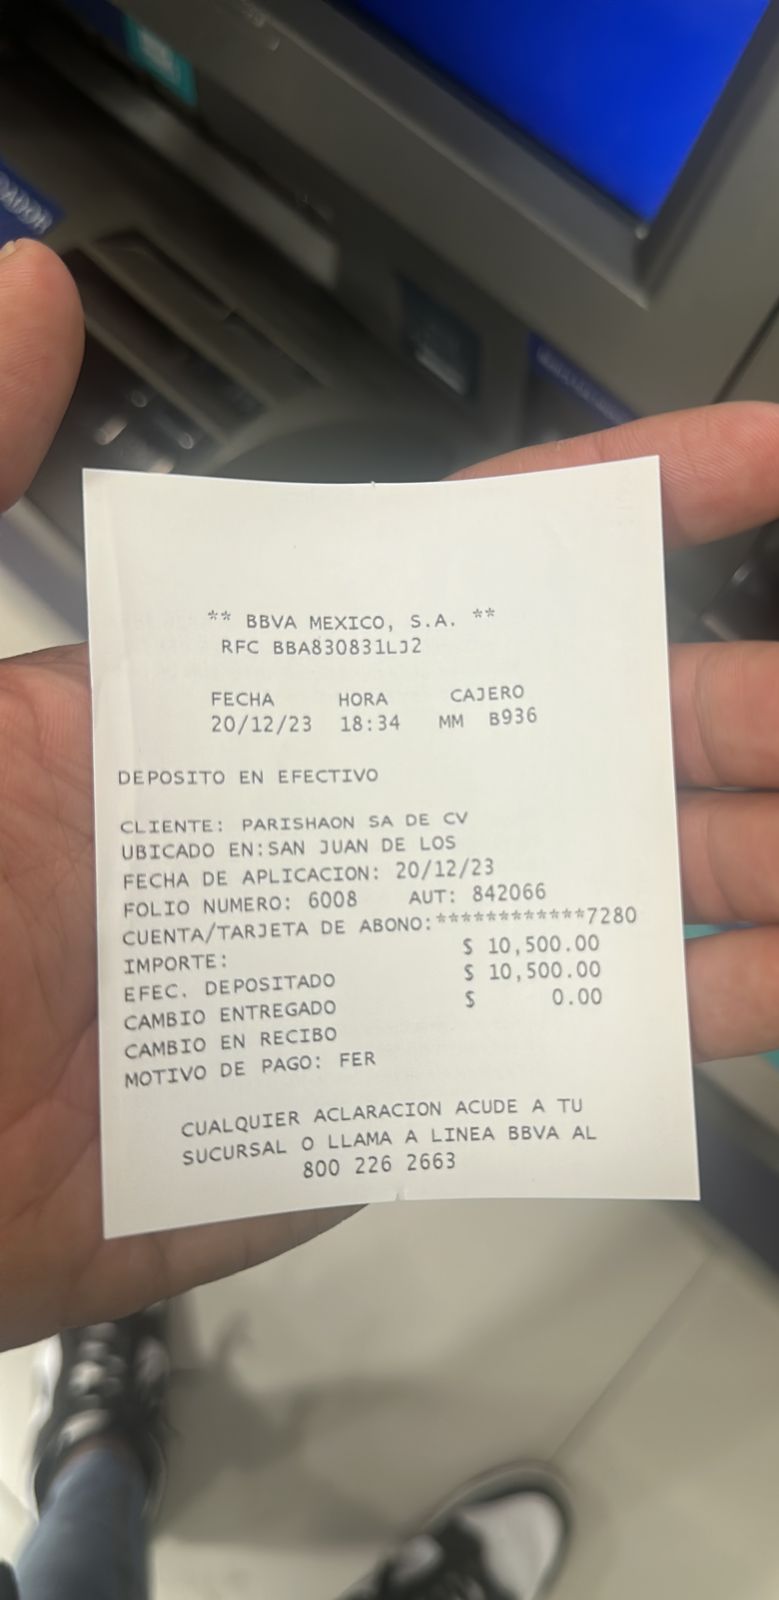 ADOR
** BBVA MEXICO, S.A. **
RFC BBA830831LJ2
FECHA HORA CAJERO
20/12/23 18:34 MM B936
DEPOSITO EN EFECTIVO
CLIENTE: PARISHAON SA DE CV
UBICADO EN:SAN JUAN DE LOS
FECHA DE APLICACION: 20/12/23
FOLIO NUMERO: 6008 AUT: 842066
CUENTA/TARJETA DE ABONO:************7280
IMPORTE: $ 10,500.00
EFEC. DEPOSITADO $ 10,500.00
CAMBIO ENTREGADO $ 0.00
CAMBIO EN RECIBO
MOTIVO DE PAGO: FER
CUALQUIER ACLARACION ACUDE A TU
SUCURSAL O LLAMA A LINEA BBVA AL
800 226 2663